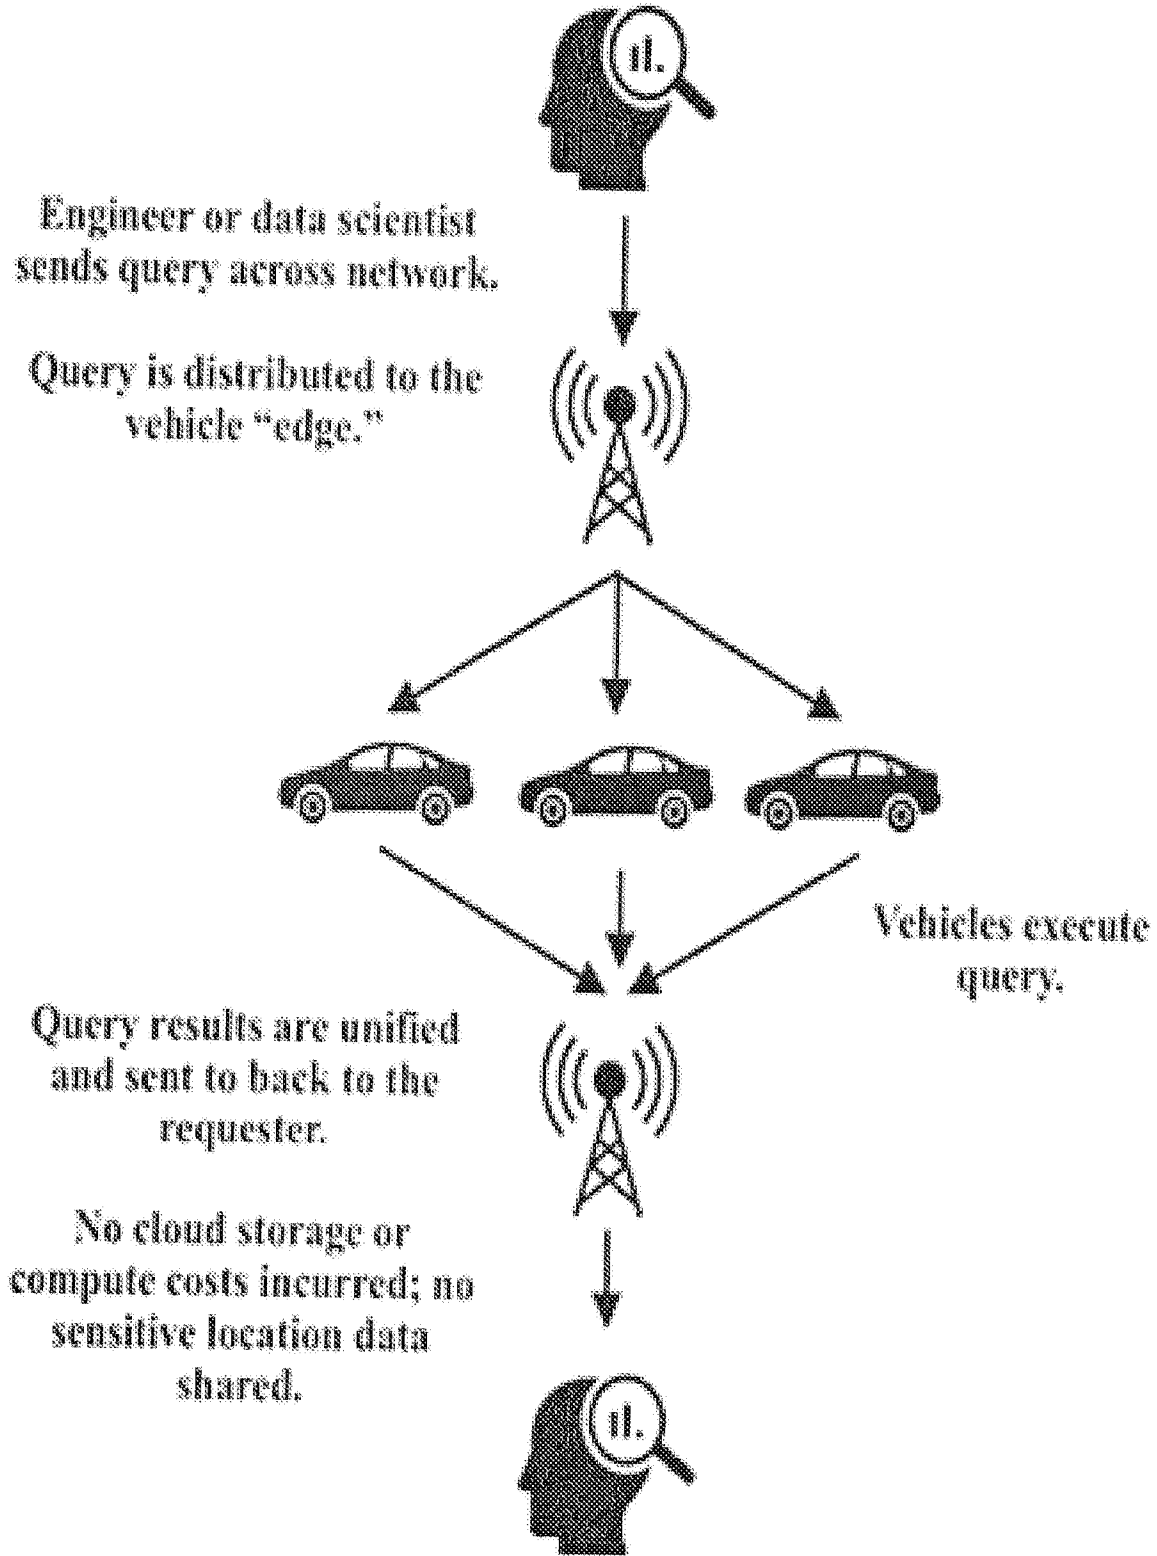 Engineer or data scientist
sends query across network.
Query is distributed to the
vehicle “edge.”
Vehicles execute
query.
Query results are unified
and sent to back to the
requester.
No cloud storage or
compute costs incurred; no
sensitive location data
shared.